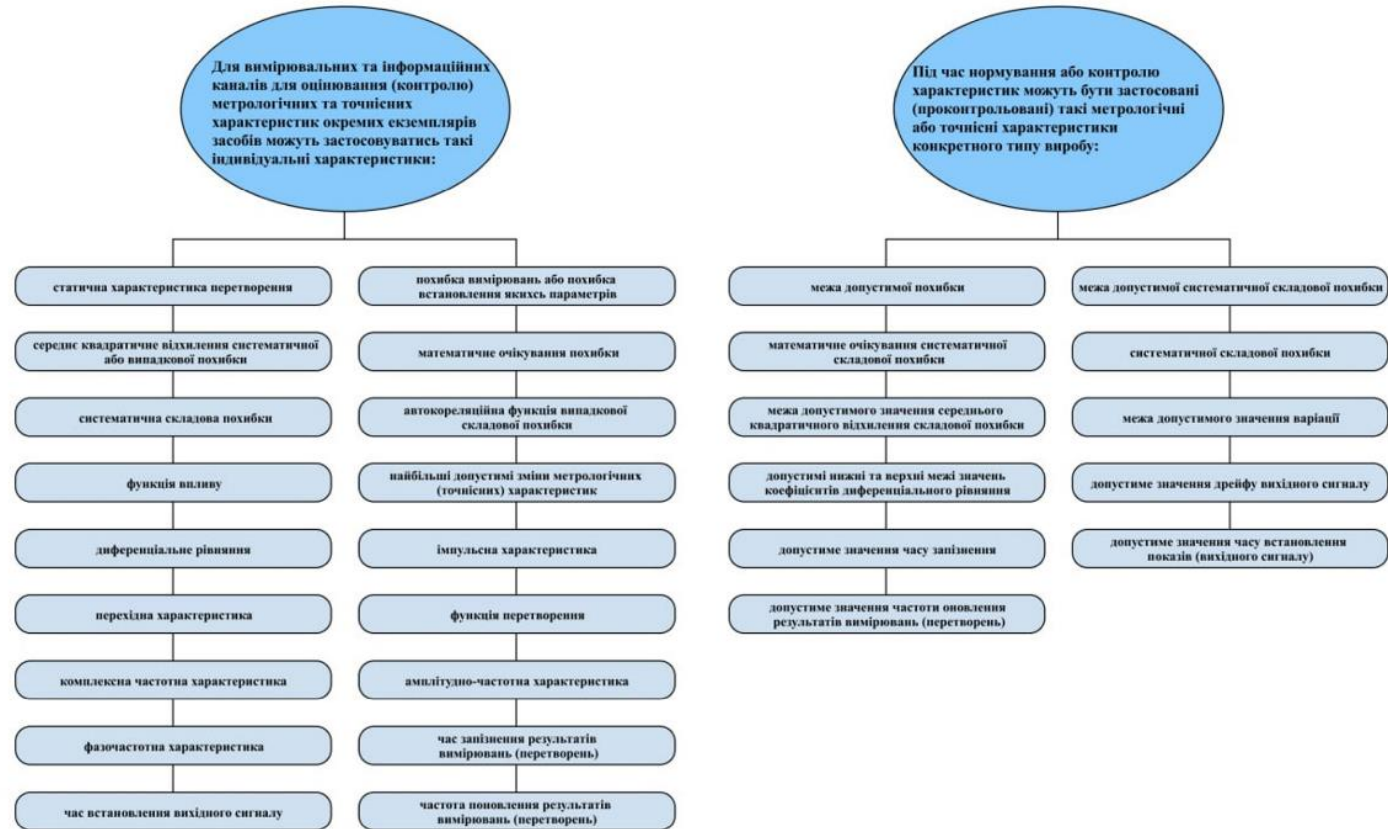 Для вимірювальних та інформаційних
каналів для оцінювання (контролю)
метрологічних та точнісних
характеристик окремих екземплярів
засобів можуть застосовуватись такі
індивідуальні характеристики:
статична характеристика перетворення
середнє квадратичне відхилення систематичної
або випадкової похибки
систематична складова похибки
функція впливу
диференціальне рівняння
перехідна характеристика
комплексна частотна характеристика
фазочастотна характеристика
час встановлення вихідного сигналу
похибка вимірювань або похибка
встановлення якихсь параметрів
математичне очікування похибки
автокореляційна функція випадкової
складової похибки
найбільші допустимі зміни метрологічних
(точнісних) характеристик
імпульсна характеристика
функція перетворення
амплітудно-частотна характеристика
час запізнення результатів
вимірювань (перетворень)
частота поновлення результатів
вимірювань (перетворень)
Під час нормування або контролю
характеристик можуть бути застосовані
(проконтрольовані) такі метрологічні
або точнісні характеристики
конкретного типу виробу:
межа допустимої похибки
математичне очікування систематичної
складової похибки
межа допустимого значення середнього
квадратичного відхилення складової похибки
допустимі нижні та верхні межі значень
коефіцієнтів диференціального рівняння
допустиме значення часу запізнення
допустиме значення частоти оновлення
результатів вимірювань (перетворень)
межа допустимої систематичної складової похибки
систематичної складової похибки
межа допустимого значення варіації
допустиме значення дрейфу вихідного сигналу
допустиме значення часу встановлення
показів (вихідного сигналу)